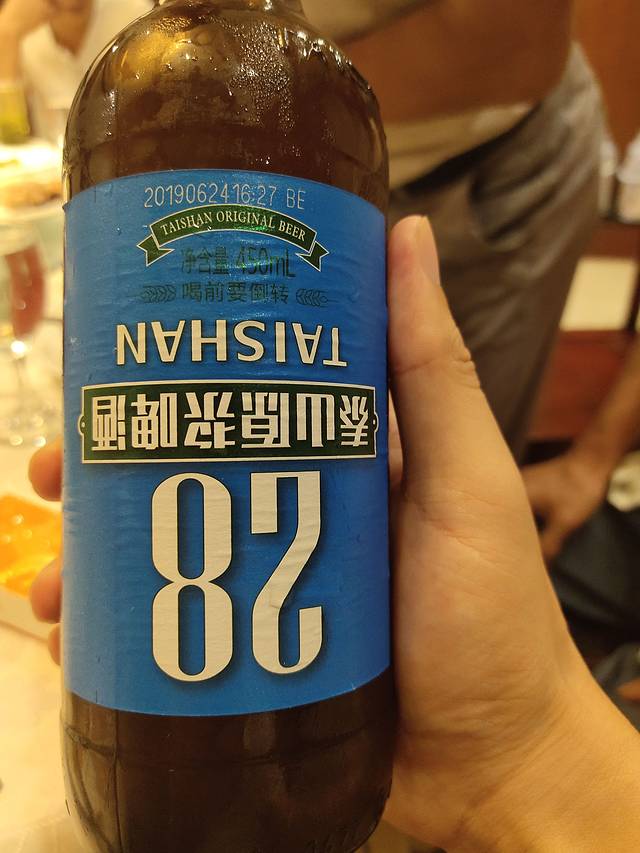 2019062416:27 BE
TAISHAN ORIGINAL BEER
净含量 450mL
喝前要倒转
TAISHAN
泰山原浆啤酒
28